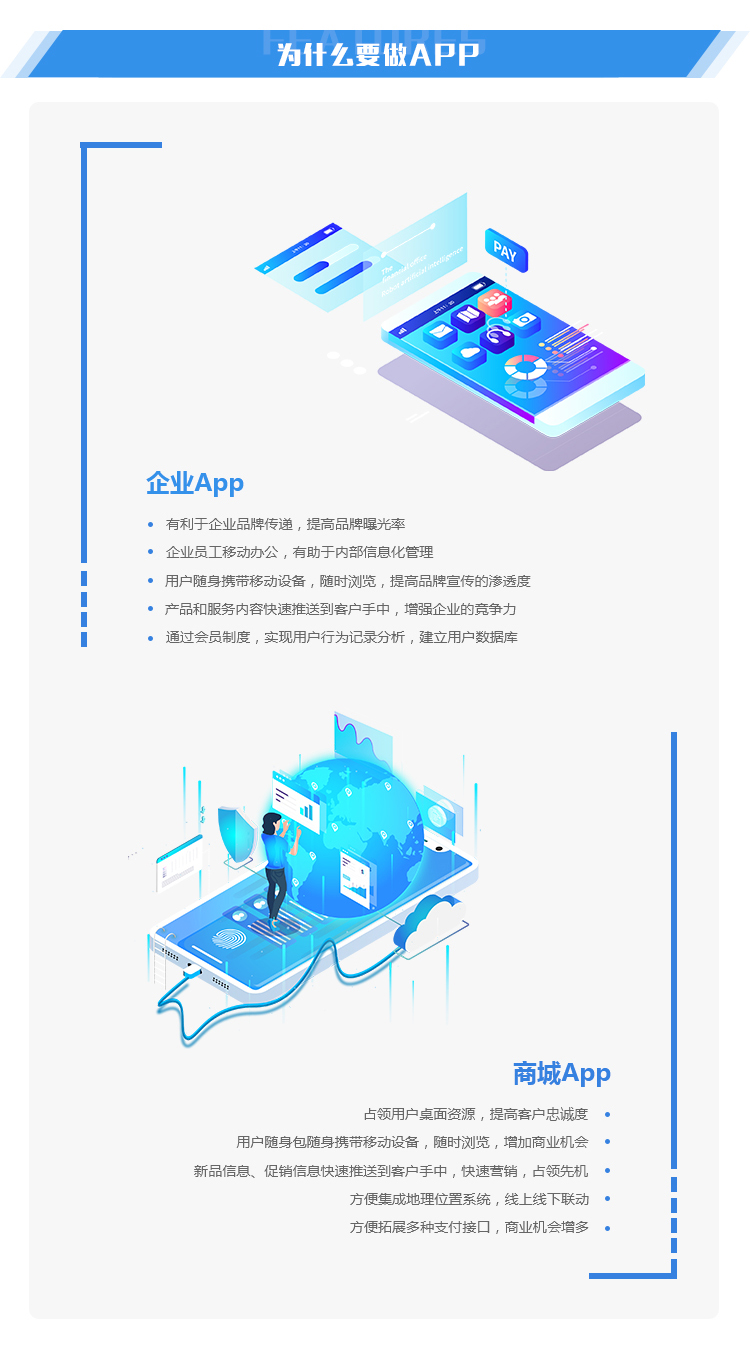 FEATURES
为什么要做APP
PAY
The
financial office
Robot artificial intelligence
企业App
有利于企业品牌传递，提高品牌曝光率
企业员工移动办公，有助于内部信息化管理
用户随身携带移动设备，随时浏览，提高品牌宣传的渗透度
产品和服务内容快速推送到客户手中，增强企业的竞争力
通过会员制度，实现用户行为记录分析，建立用户数据库
商城App
占领用户桌面资源，提高客户忠诚度
用户随身包随身携带移动设备，随时浏览，增加商业机会
新品信息、促销信息快速推送到客户手中，快速营销，占领先机
方便集成地理位置系统，线上线下联动
方便拓展多种支付接口，商业机会增多